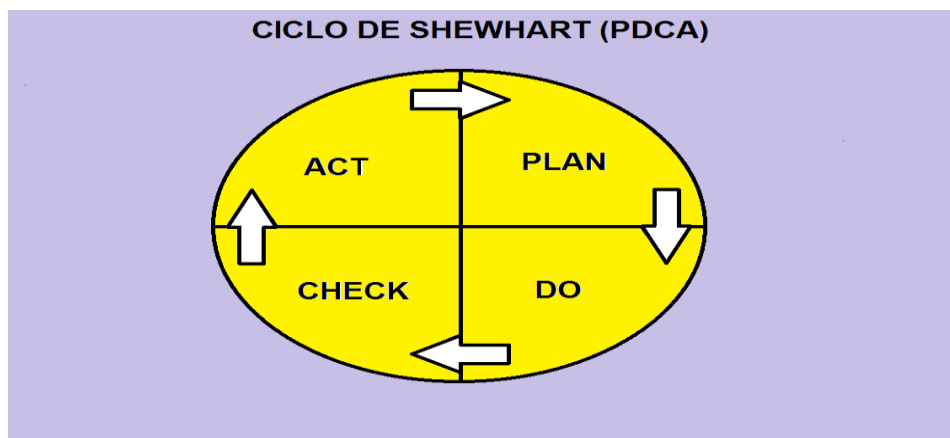 CICLO DE SHEWHART (PDCA)
ACT
PLAN
CHECK
DO